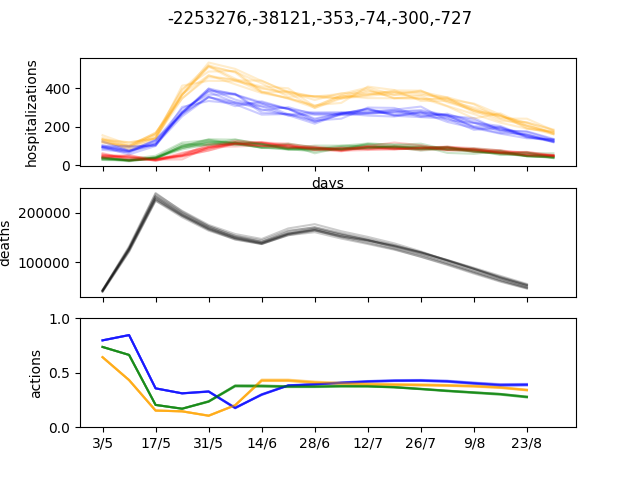 -2253276,-38121,-353,-74,-300,-727
hospitalizations
400
200
0
days
deaths
200000
100000
actions
1.0
0.5
0.0
3/5 17/5 31/5 14/6 28/6 12/7 26/7 9/8 23/8